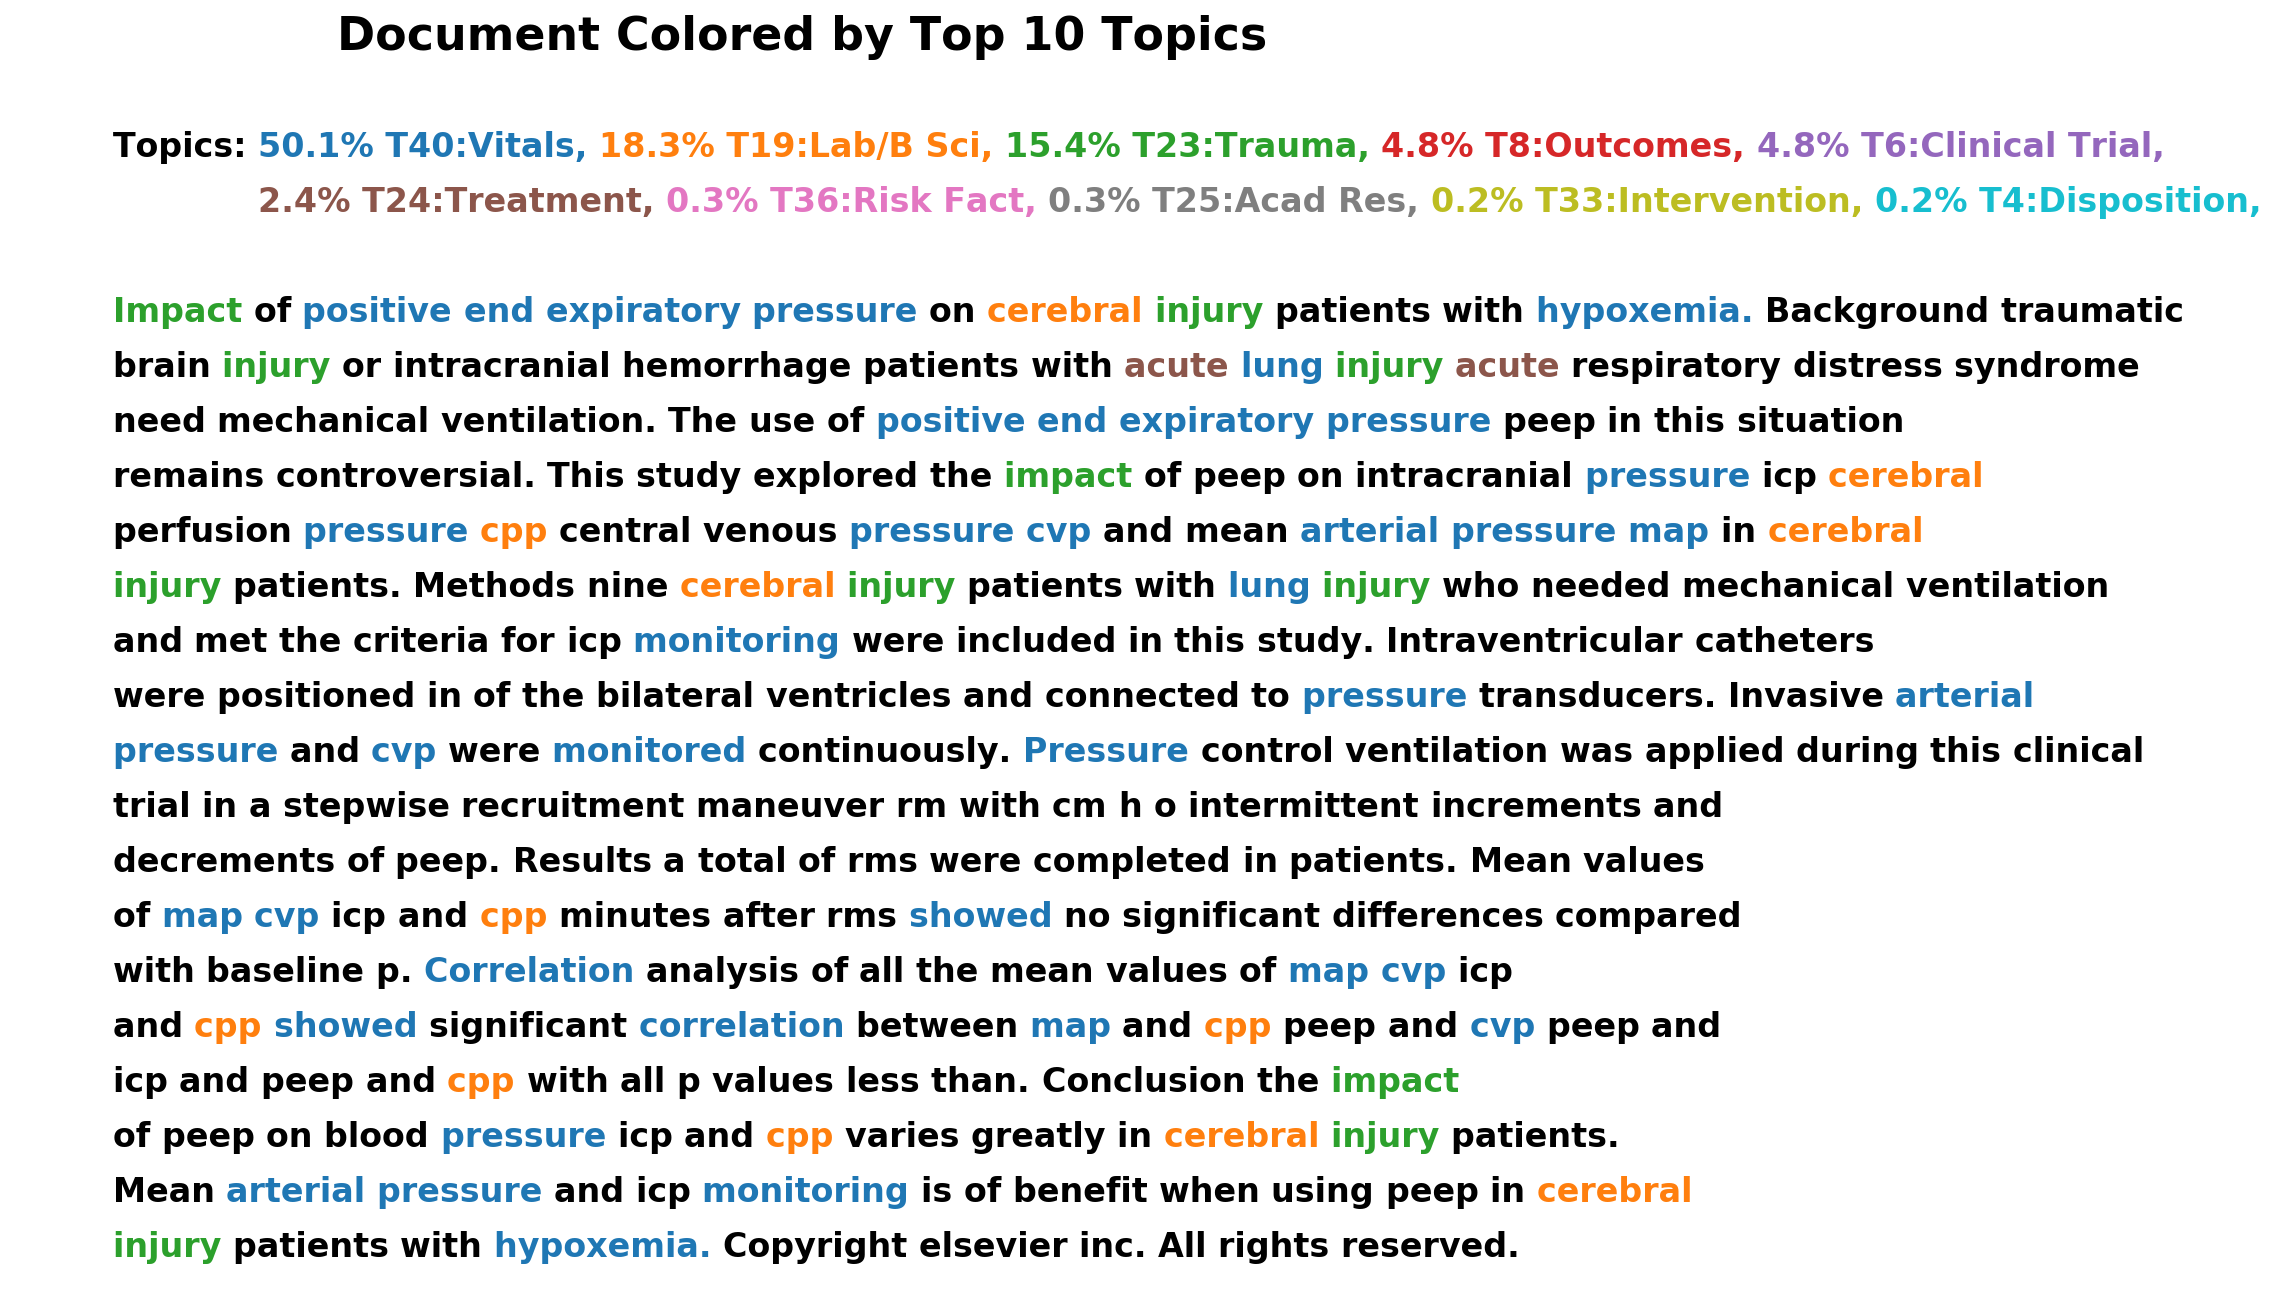 Document Colored by Top 10 Topics
Topics: 50.1% T40:Vitals, 18.3% T19:Lab/B Sci, 15.4% T23:Trauma, 4.8% T8:Outcomes, 4.8% T6:Clinical Trial,
2.4% T24:Treatment, 0.3% T36:Risk Fact, 0.3% T25:Acad Res, 0.2% T33:Intervention, 0.2% T4:Disposition,
Impact of positive end expiratory pressure on cerebral injury patients with hypoxemia. Background traumatic
brain injury or intracranial hemorrhage patients with acute lung injury acute respiratory distress syndrome
need mechanical ventilation. The use of positive end expiratory pressure peep in this situation
remains controversial. This study explored the impact of peep on intracranial pressure icp cerebral
perfusion pressure cpp central venous pressure cvp and mean arterial pressure map in cerebral
injury patients. Methods nine cerebral injury patients with lung injury who needed mechanical ventilation
and met the criteria for icp monitoring were included in this study. Intraventricular catheters
were positioned in of the bilateral ventricles and connected to pressure transducers. Invasive arterial
pressure and cvp were monitored continuously. Pressure control ventilation was applied during this clinical
trial in a stepwise recruitment maneuver rm with cm h o intermittent increments and
decrements of peep. Results a total of rms were completed in patients. Mean values
of map cvp icp and cpp minutes after rms showed no significant differences compared
with baseline p. Correlation analysis of all the mean values of map cvp icp
and cpp showed significant correlation between map and cpp peep and cvp peep and
icp and peep and cpp with all p values less than. Conclusion the impact
of peep on blood pressure icp and cpp varies greatly in cerebral injury patients.
Mean arterial pressure and icp monitoring is of benefit when using peep in cerebral
injury patients with hypoxemia. Copyright elsevier inc. All rights reserved.